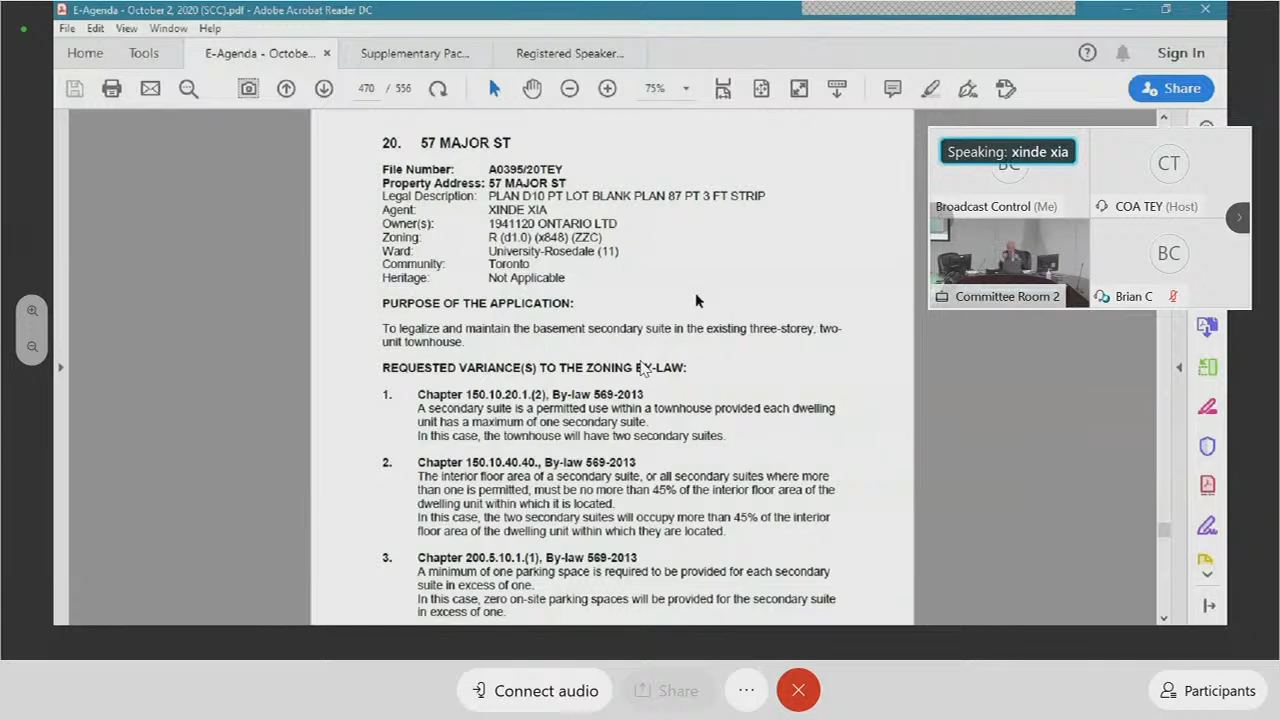 E-Agenda - October 2, 2020 (SCC).pdf - Adobe Acrobat Reader DC
File Edit View Window Help
Home Tools E-Agenda - Octobe... × Supplementary Pac... Registered Speaker... Sign In
470 / 556 75% Share
20. 57 MAJOR ST
File Number: A0395/20TEY
Property Address: 57 MAJOR ST
Legal Description: PLAN D10 PT LOT BLANK PLAN 87 PT 3 FT STRIP
Agent: XINDE XIA
Owner(s): 1941120 ONTARIO LTD
Zoning: R (d1.0) (x848) (ZZC)
Ward: University-Rosedale (11)
Community: Toronto
Heritage: Not Applicable
PURPOSE OF THE APPLICATION:
To legalize and maintain the basement secondary suite in the existing three-storey, two-
unit townhouse.
REQUESTED VARIANCE(S) TO THE ZONING BY-LAW:
1. Chapter 150.10.20.1.(2), By-law 569-2013
A secondary suite is a permitted use within a townhouse provided each dwelling
unit has a maximum of one secondary suite.
In this case, the townhouse will have two secondary suites.
2. Chapter 150.10.40.40., By-law 569-2013
The interior floor area of a secondary suite, or all secondary suites where more
than one is permitted, must be no more than 45% of the interior floor area of the
dwelling unit within which it is located.
In this case, the two secondary suites will occupy more than 45% of the interior
floor area of the dwelling unit within which they are located.
3. Chapter 200.5.10.1.(1), By-law 569-2013
A minimum of one parking space is required to be provided for each secondary
suite in excess of one.
In this case, zero on-site parking spaces will be provided for the secondary suite
in excess of one.
Speaking: xinde xia
BC
CT
Broadcast Control (Me)
COA TEY (Host)
BC
Committee Room 2
Brian C
Connect audio
Share
Participants